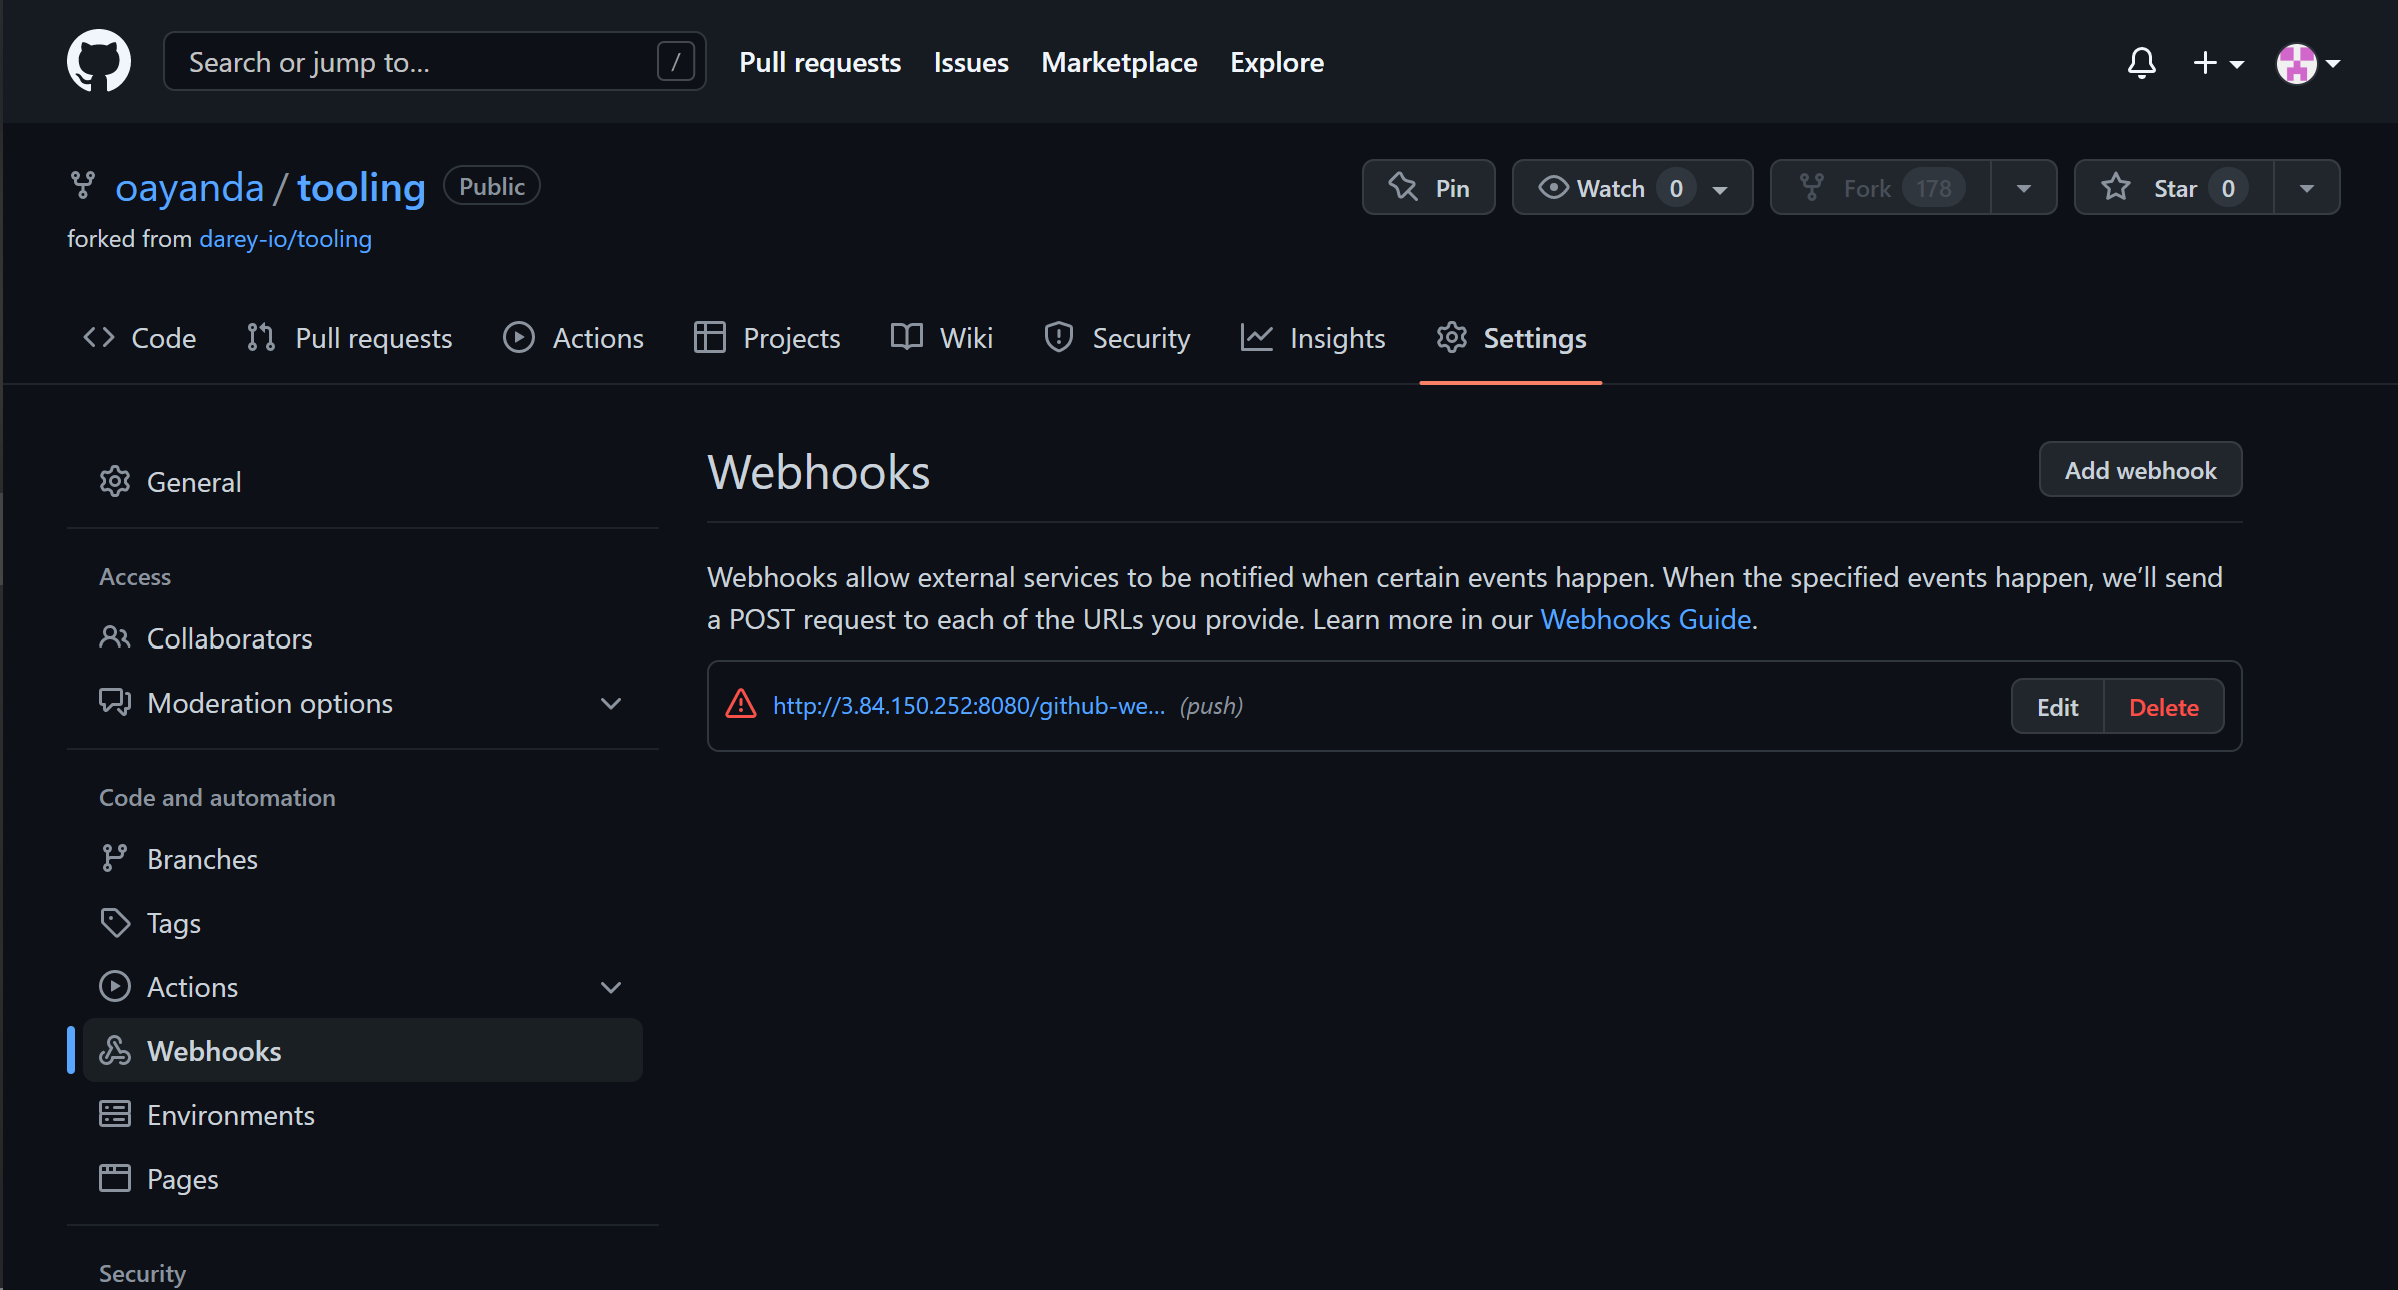 Search or jump to... /
Pull requests Issues Marketplace Explore
oayanda / tooling Public
Pin Watch 0 Fork 178 Star 0
forked from darey-io/tooling
Code Pull requests Actions Projects Wiki Security Insights Settings
General
Access
Collaborators
Moderation options
Code and automation
Branches
Tags
Actions
Webhooks
Environments
Pages
Security
Webhooks
Add webhook
Webhooks allow external services to be notified when certain events happen. When the specified events happen, we’ll send
a POST request to each of the URLs you provide. Learn more in our Webhooks Guide.
http://3.84.150.252:8080/github-we... (push)
Edit Delete